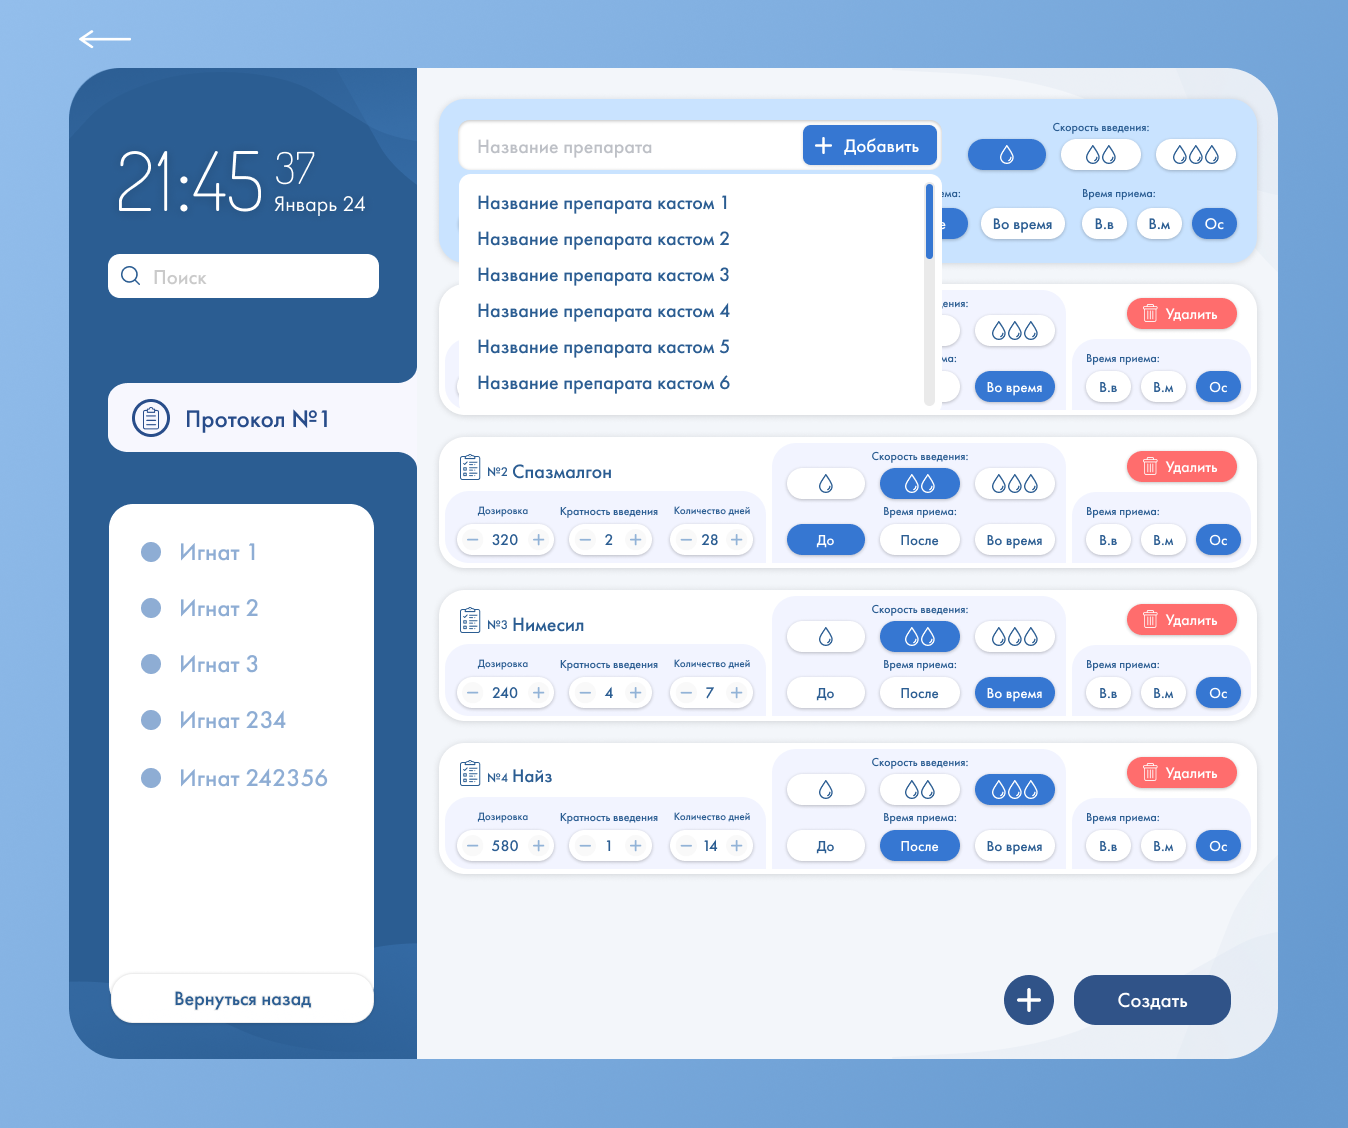 21:45 37
Январь 24
Поиск
Протокол №1
Игнат 1
Игнат 2
Игнат 3
Игнат 234
Игнат 242356
Вернуться назад
Название препарата
Добавить
Скорость введения:
Время приема:
Во время
В.в
В.м
Ос
Название препарата кастом 1
Название препарата кастом 2
Название препарата кастом 3
Название препарата кастом 4
Название препарата кастом 5
Название препарата кастом 6
Удалить
Во время
Время приема:
В.в
В.м
Ос
№2 Спазмалгон
Дозировка
Кратность введения
Количество дней
320
2
28
Скорость введения:
Время приема:
До
После
Во время
Удалить
Время приема:
В.в
В.м
Ос
№3 Нимесил
Дозировка
Кратность введения
Количество дней
240
4
7
Скорость введения:
Время приема:
До
После
Во время
Удалить
Время приема:
В.в
В.м
Ос
№4 Найз
Дозировка
Кратность введения
Количество дней
580
1
14
Скорость введения:
Время приема:
До
После
Во время
Удалить
Время приема:
В.в
В.м
Ос
Создать